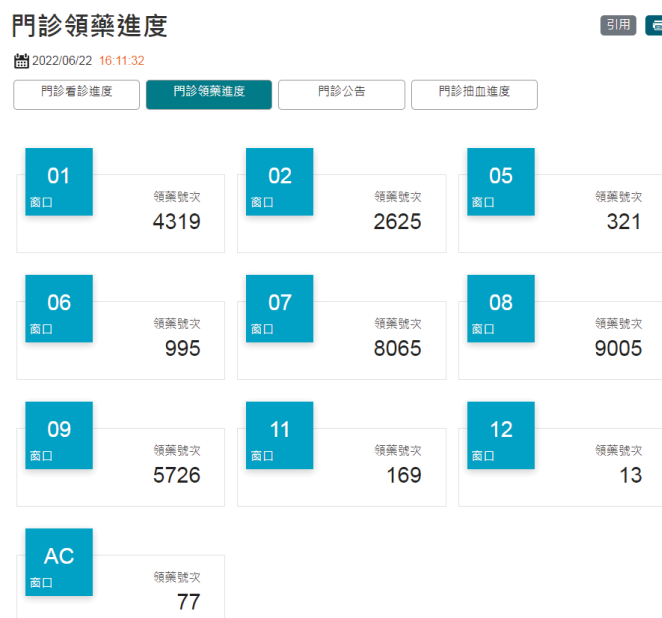 門診領藥進度
引用
2022/06/22 16:11:32
門診看診進度 門診領藥進度 門診公告 門診抽血進度
01
窗口
領藥號次
4319
02
窗口
領藥號次
2625
05
窗口
領藥號次
321
06
窗口
領藥號次
995
07
窗口
領藥號次
8065
08
窗口
領藥號次
9005
09
窗口
領藥號次
5726
11
窗口
領藥號次
169
12
窗口
領藥號次
13
AC
窗口
領藥號次
77